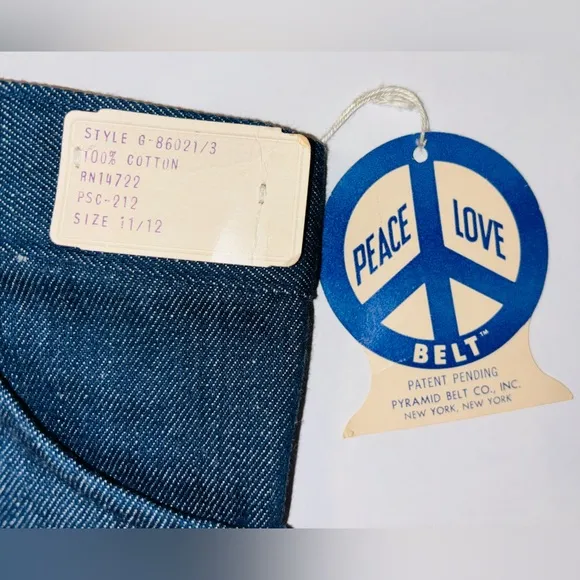 STYLE G-86021/3
100% COTTON
RN14722
PSC-212
SIZE 11/12
PEACE LOVE
BELT™
PATENT PENDING
PYRAMID BELT CO., INC.
NEW YORK, NEW YORK